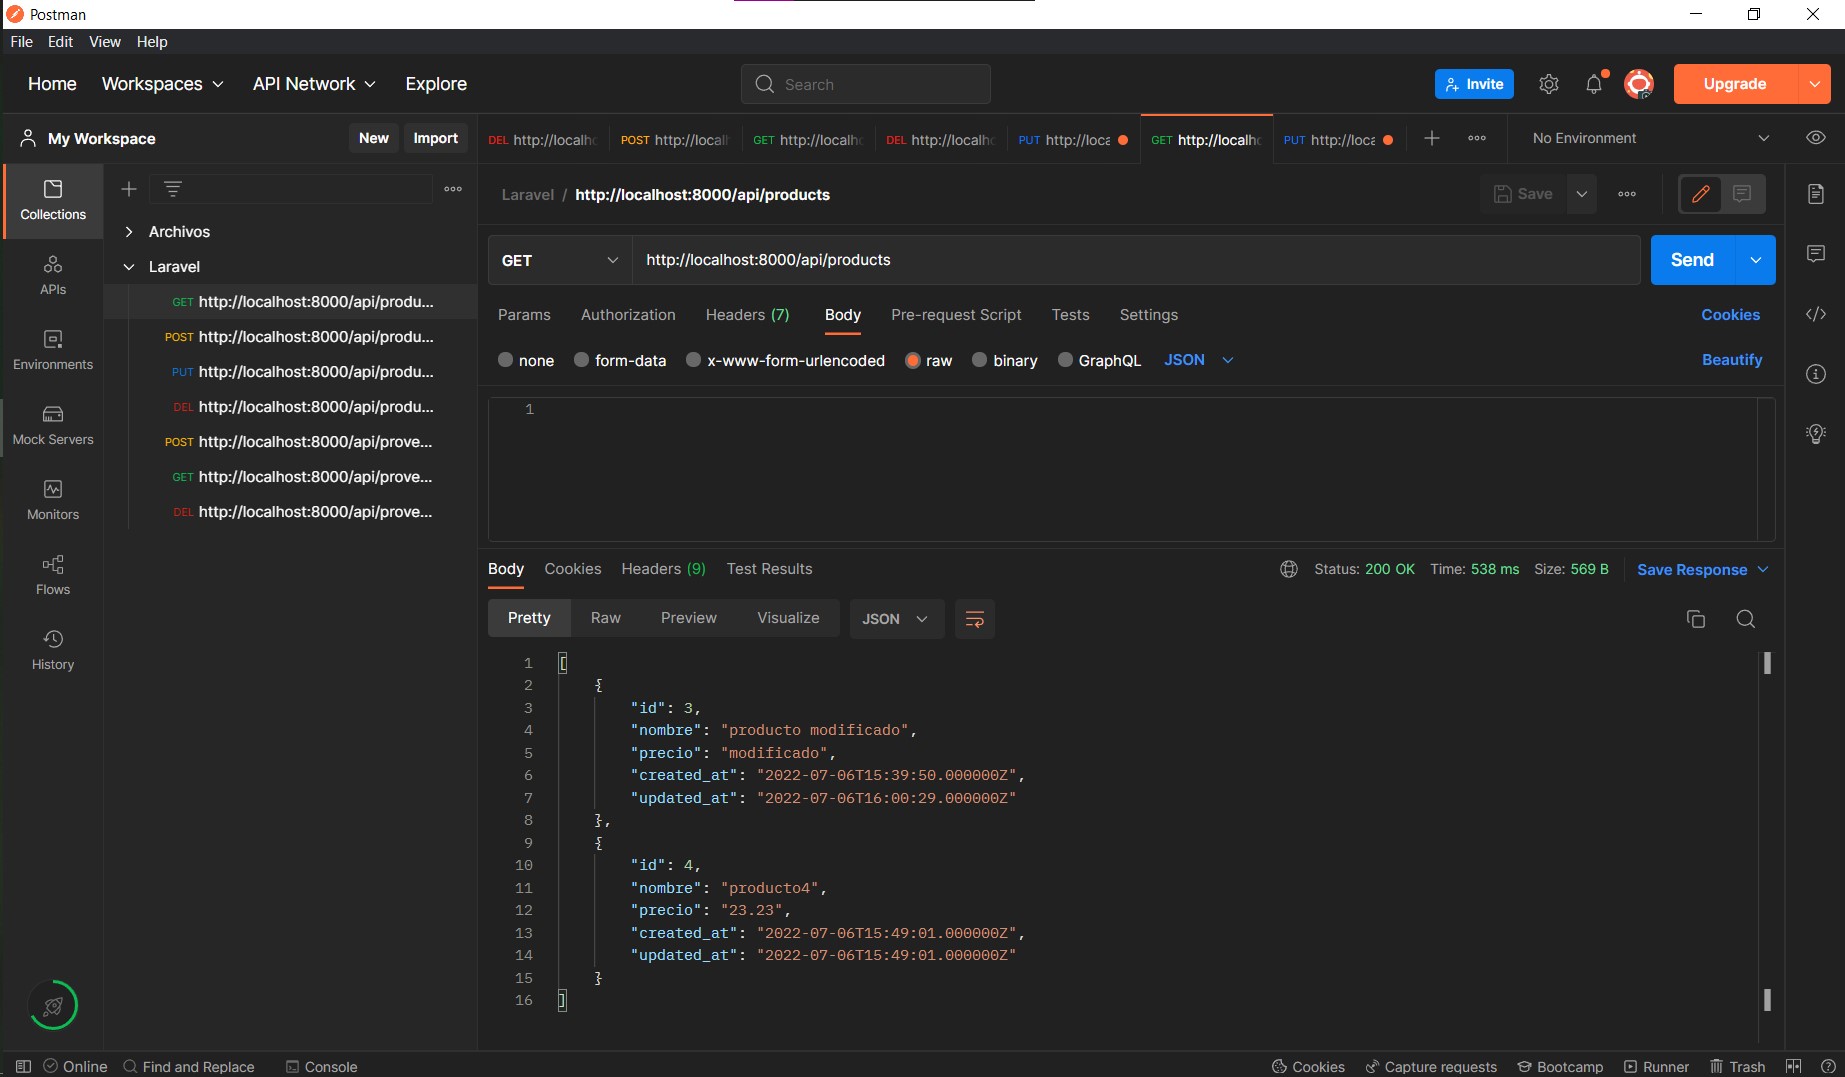 Postman
File Edit View Help
Home Workspaces API Network Explore Search Invite Upgrade
My Workspace New Import
DEL http://localho POST http://local GET http://localho DEL http://localho PUT http://loca GET http://localho PUT http://loca No Environment
Collections
APIs
Environments
Mock Servers
Monitors
Flows
History
Archivos
Laravel
GET http://localhost:8000/api/produ...
POST http://localhost:8000/api/produ...
PUT http://localhost:8000/api/produ...
DEL http://localhost:8000/api/produ...
POST http://localhost:8000/api/prove...
GET http://localhost:8000/api/prove...
DEL http://localhost:8000/api/prove...
Laravel / http://localhost:8000/api/products Save
GET http://localhost:8000/api/products Send
Params Authorization Headers (7) Body Pre-request Script Tests Settings Cookies
none form-data x-www-form-urlencoded raw binary GraphQL JSON Beautify
1
Body Cookies Headers (9) Test Results Status: 200 OK Time: 538 ms Size: 569 B Save Response
Pretty Raw Preview Visualize JSON
1 [
2 {
3 "id": 3,
4 "nombre": "producto modificado",
5 "precio": "modificado",
6 "created_at": "2022-07-06T15:39:50.000000Z",
7 "updated_at": "2022-07-06T16:00:29.000000Z"
8 },
9 {
10 "id": 4,
11 "nombre": "producto4",
12 "precio": "23.23",
13 "created_at": "2022-07-06T15:49:01.000000Z",
14 "updated_at": "2022-07-06T15:49:01.000000Z"
15 }
16 ]
Online Find and Replace Console Cookies Capture requests Bootcamp Runner Trash